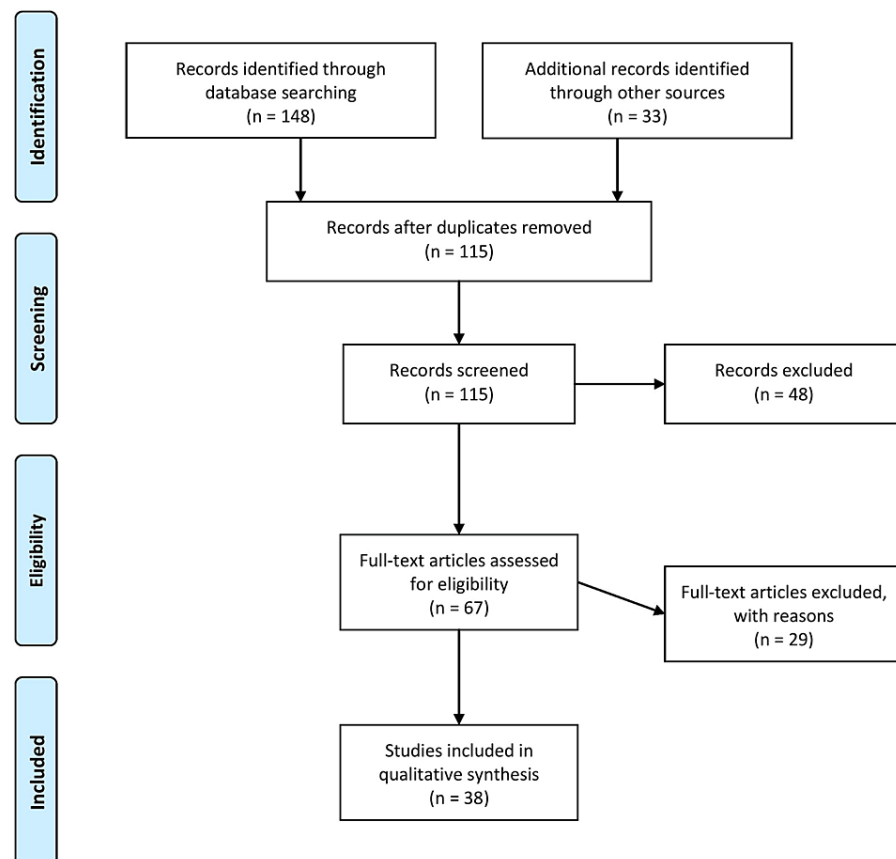 Identification
Records identified through
database searching
(n = 148)
Additional records identified
through other sources
(n = 33)
Records after duplicates removed
(n = 115)
Screening
Records screened
(n = 115)
Records excluded
(n = 48)
Eligibility
Full-text articles assessed
for eligibility
(n = 67)
Full-text articles excluded,
with reasons
(n = 29)
Included
Studies included in
qualitative synthesis
(n = 38)